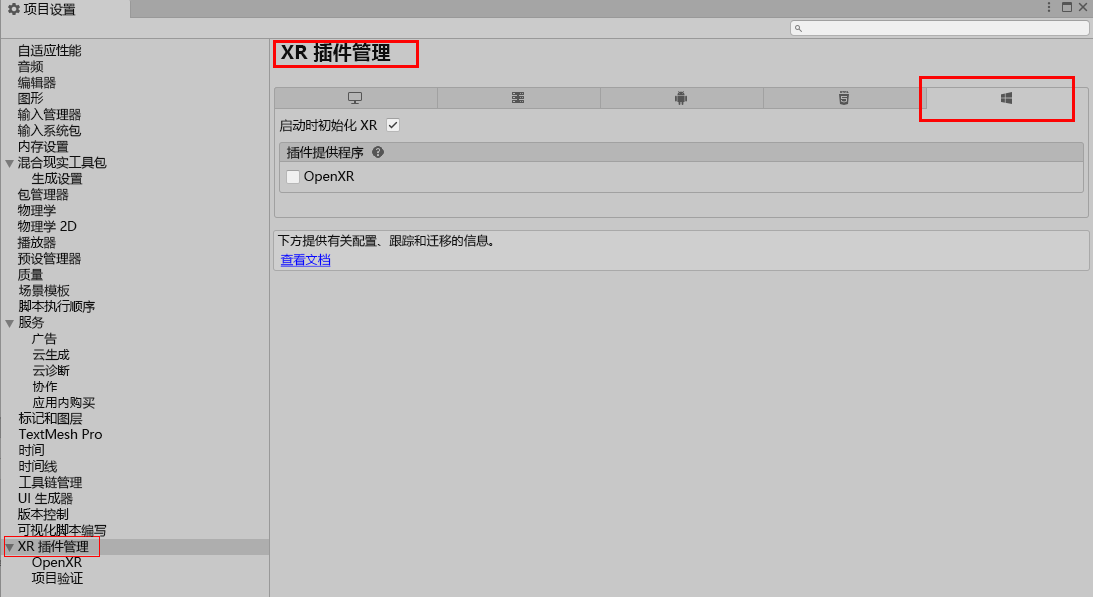 项目设置
自适应性能
音频
编辑器
图形
输入管理器
输入系统包
内存设置
混合现实工具包
生成设置
包管理器
物理学
物理学 2D
播放器
预设管理器
质量
场景模板
脚本执行顺序
服务
广告
云生成
云诊断
协作
应用内购买
标记和图层
TextMesh Pro
时间
时间线
工具链管理
UI 生成器
版本控制
可视化脚本编写
XR 插件管理
OpenXR
项目验证
XR 插件管理
启动时初始化 XR
插件提供程序
OpenXR
下方提供有关配置、跟踪和迁移的信息。
查看文档